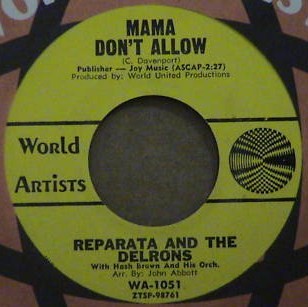 MAMA
DON'T ALLOW
(C. Davenport)
Publisher — Joy Music (ASCAP-2:27)
Produced by: World United Productions
World
Artists
REPARATA AND THE
DELRONS
With Hash Brown And His Orch.
Arr. By: John Abbott
WA-1051
ZTSP-98761